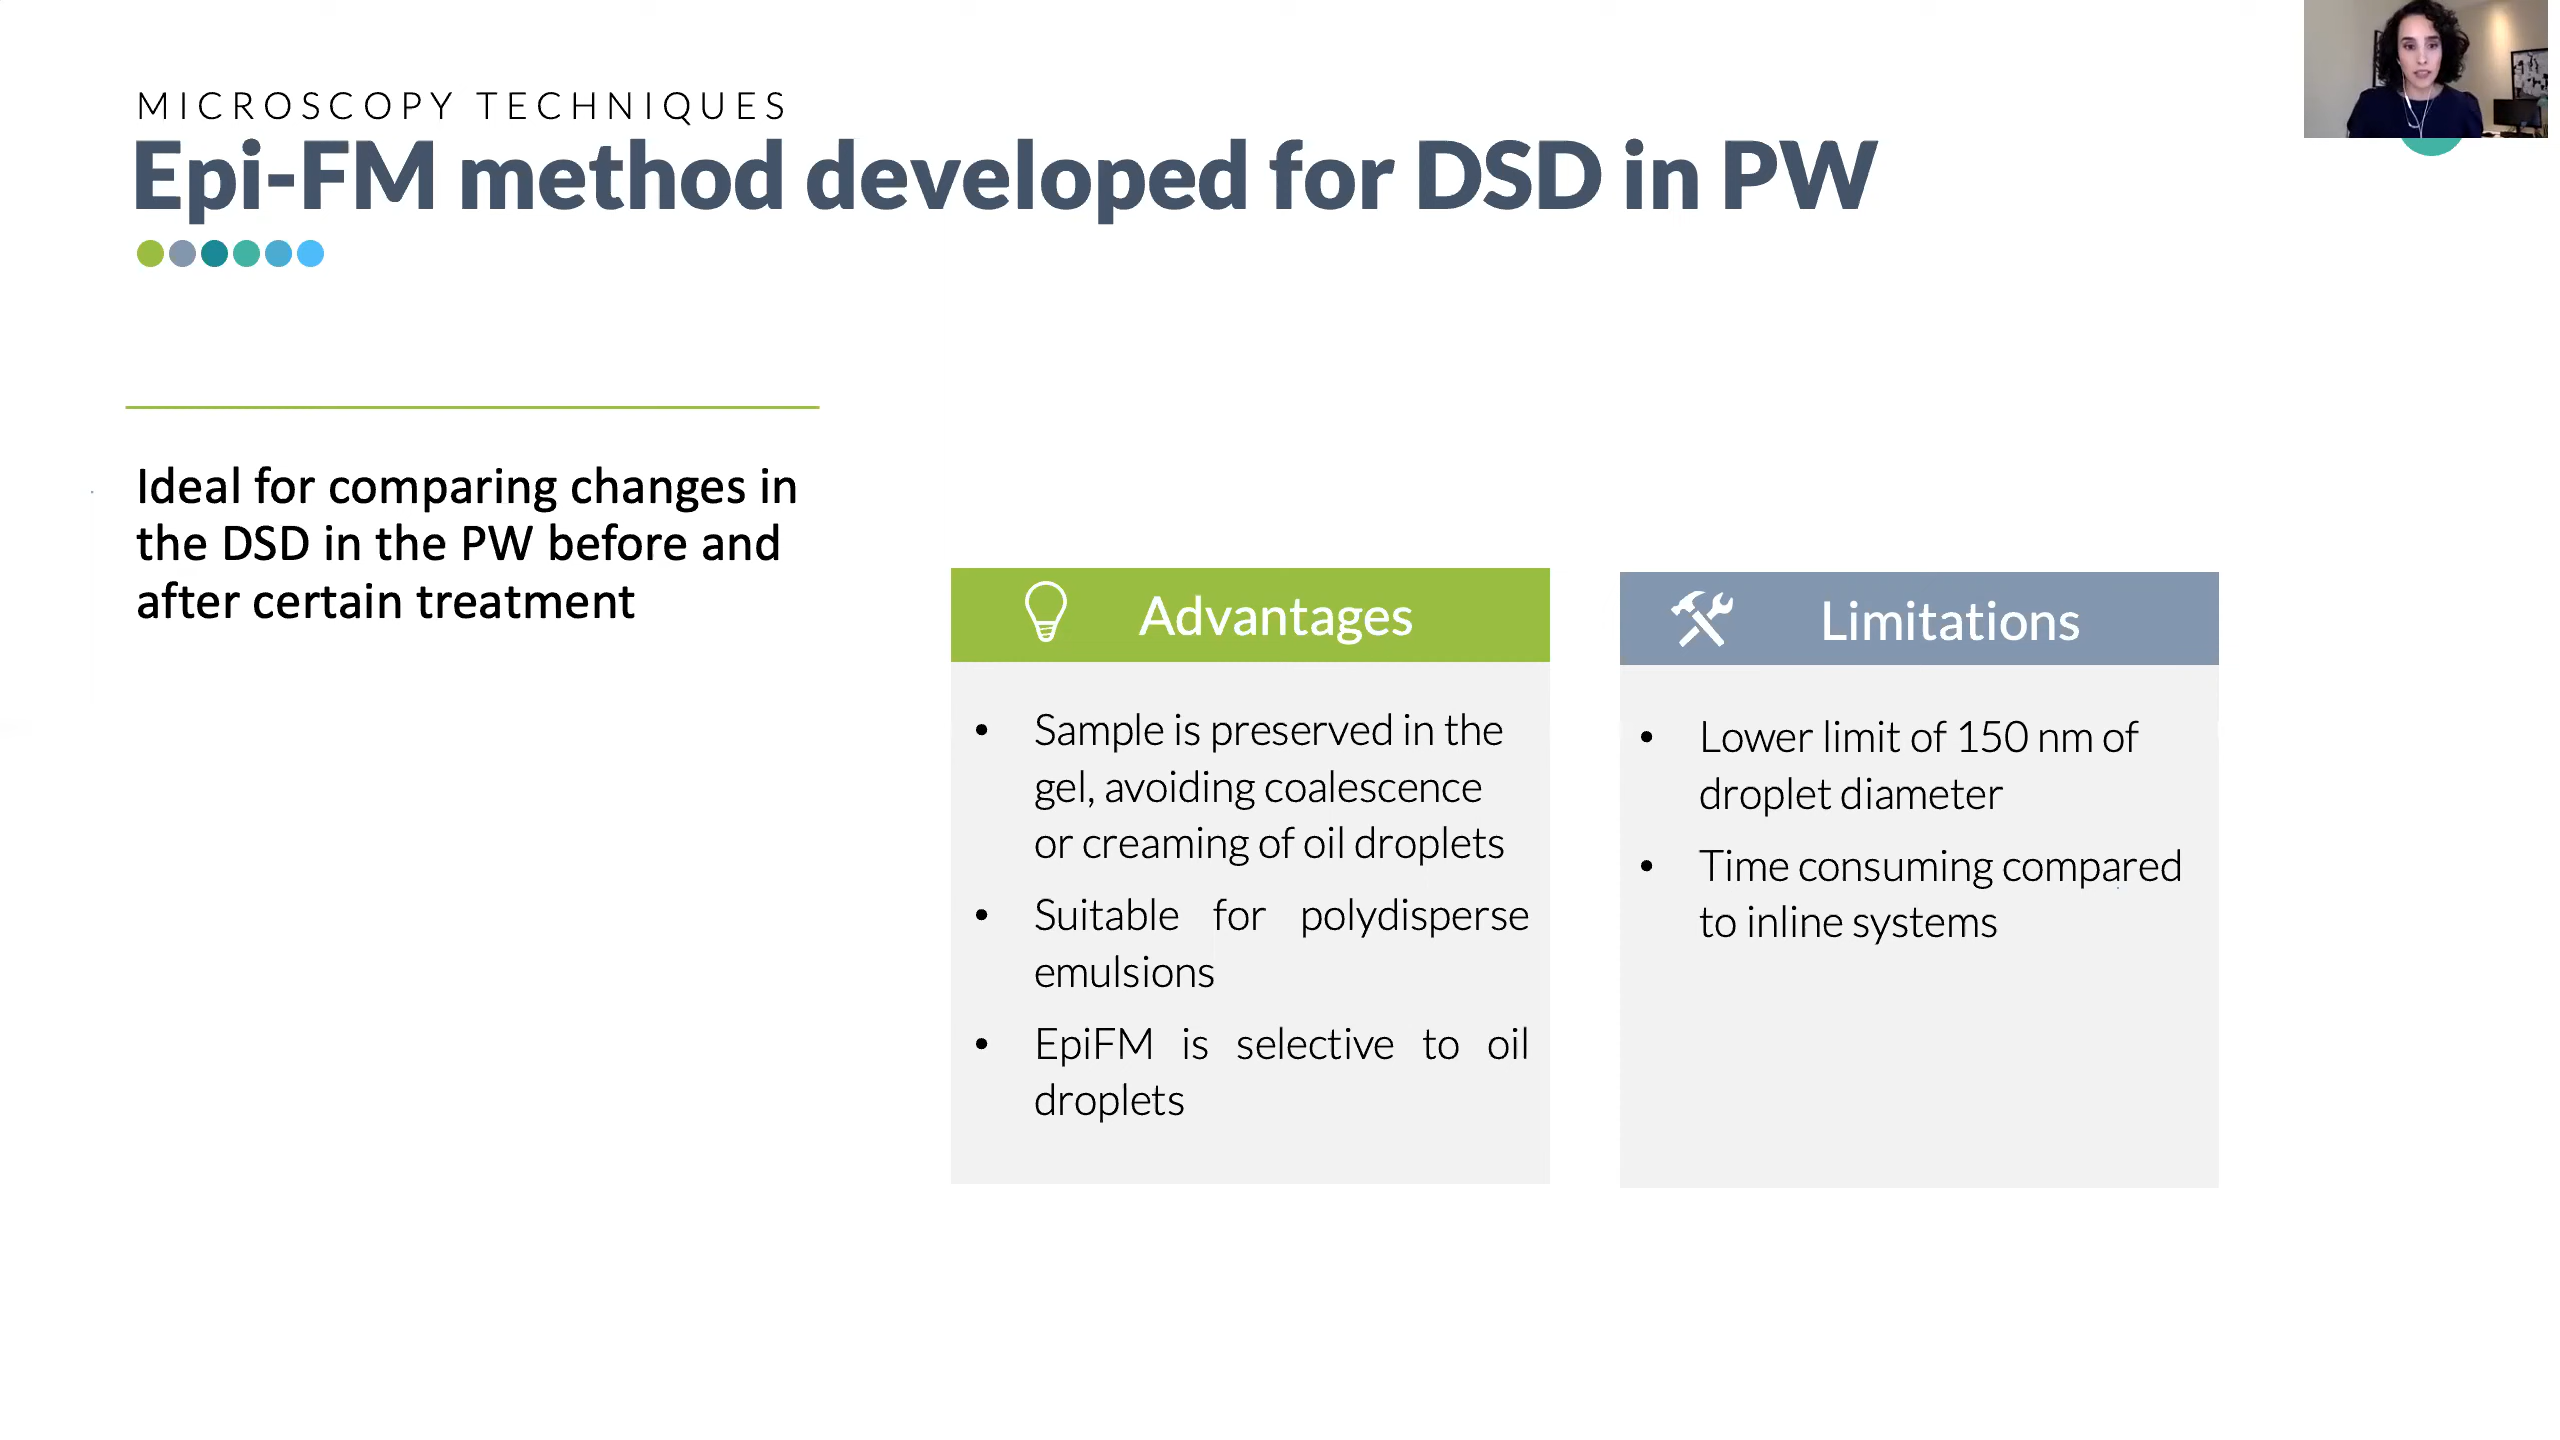 MICROSCOPY TECHNIQUES
Epi-FM method developed for DSD in PW
Ideal for comparing changes in
the DSD in the PW before and
after certain treatment
Advantages
• Sample is preserved in the
gel, avoiding coalescence
or creaming of oil droplets
• Suitable for polydisperse
emulsions
• EpiFM is selective to oil
droplets
Limitations
• Lower limit of 150 nm of
droplet diameter
• Time consuming compared
to inline systems